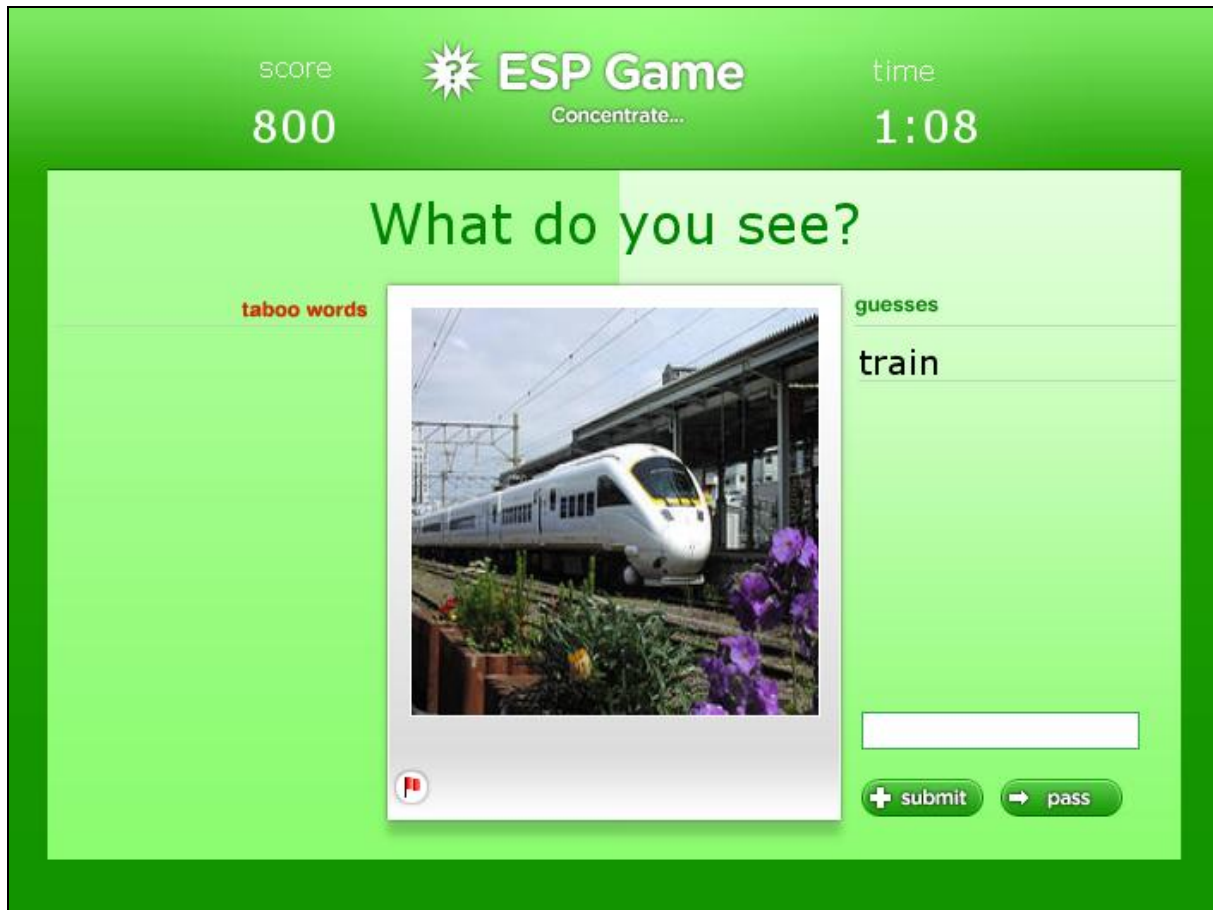 score
ESP Game
time
Concentrate...
800
1:08
What do you see?
taboo words
guesses
train
submit
pass